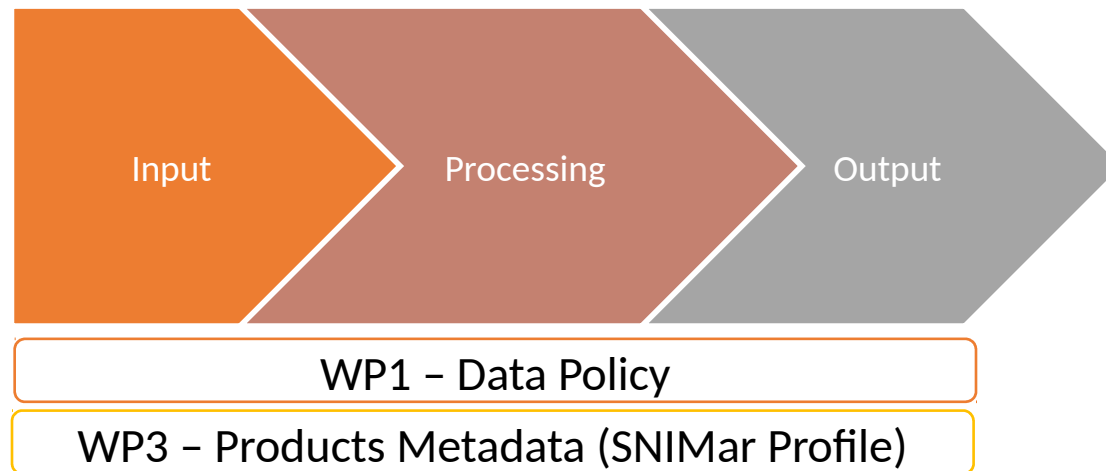 Input
Processing
Output
WP1 – Data Policy
WP3 – Products Metadata (SNIMar Profile)